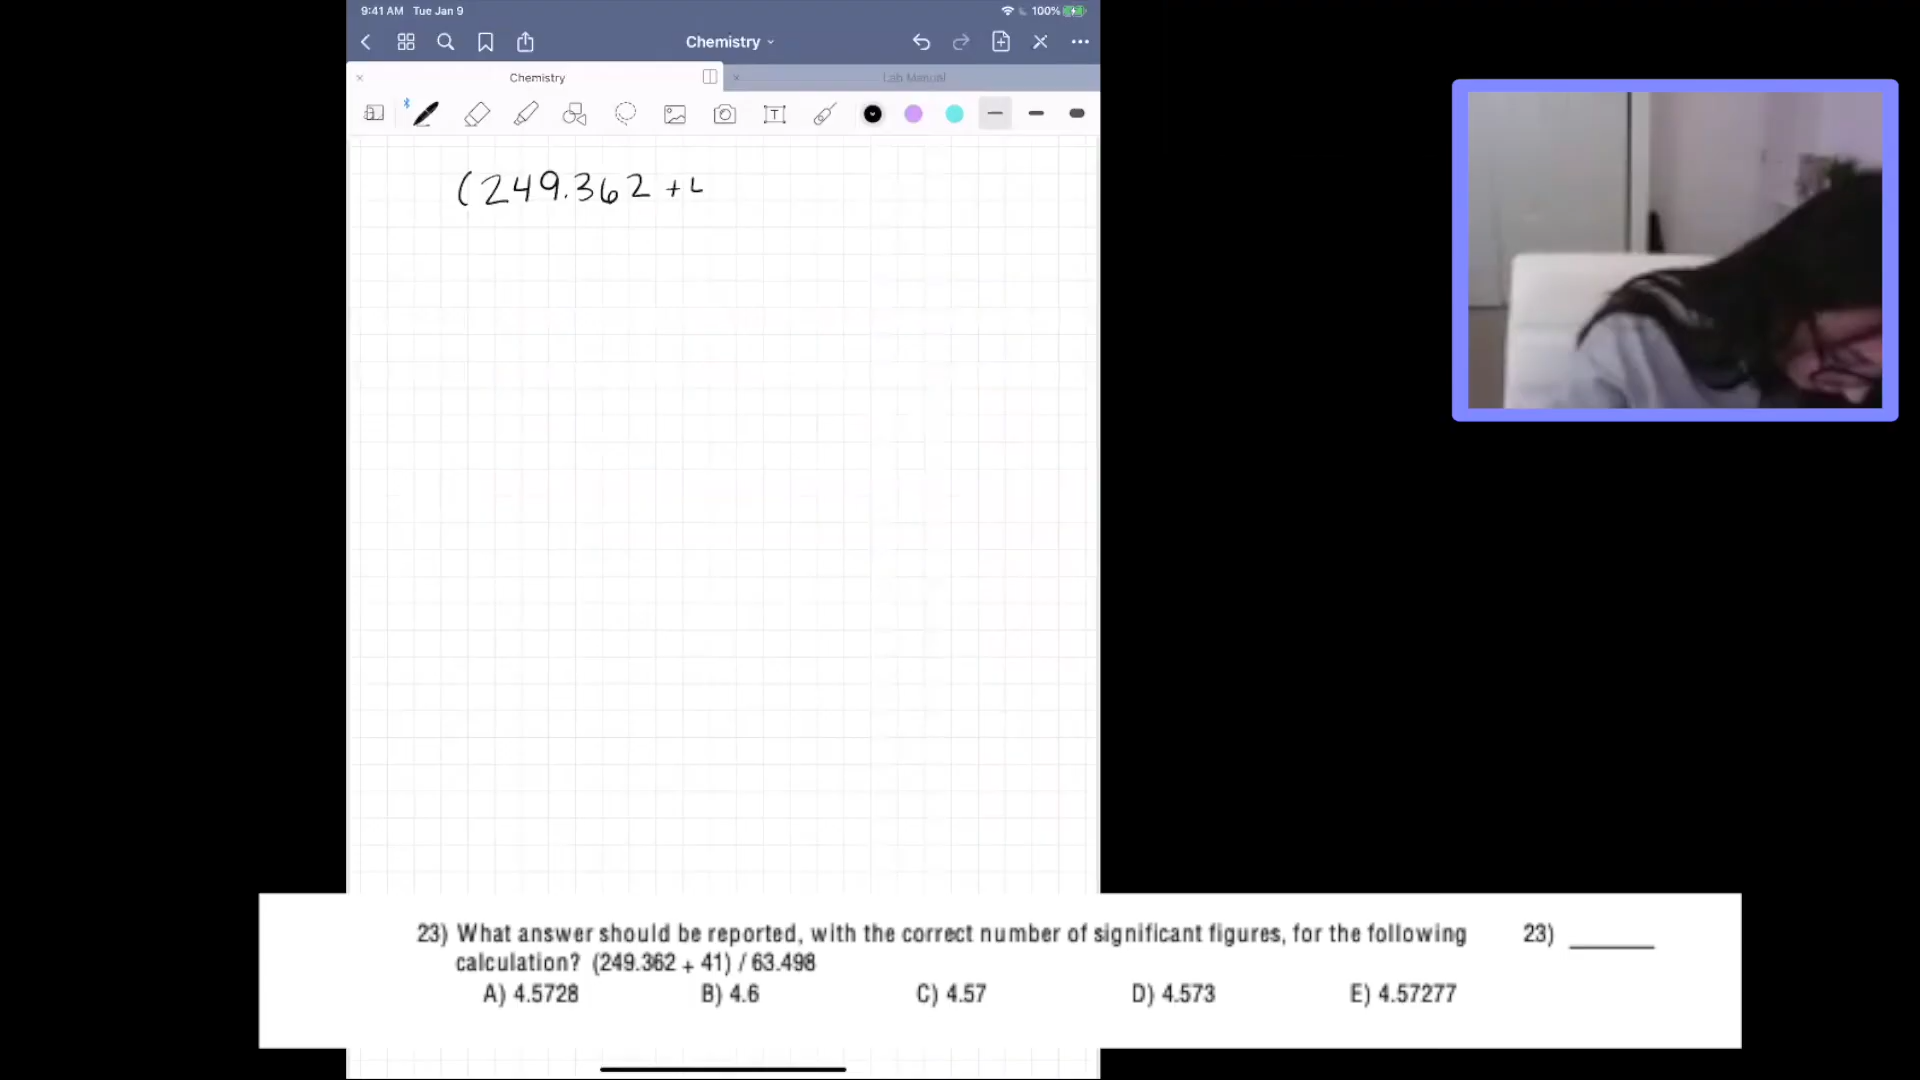 9:41 AM Tue Jan 9
100%
Chemistry
Chemistry
Lab Manual
T
(249.362 +
23) What answer should be reported, with the correct number of significant figures, for the following 23)
calculation? (249.362 + 41) / 63.498
A) 4.5728 B) 4.6 C) 4.57 D) 4.573 E) 4.57277